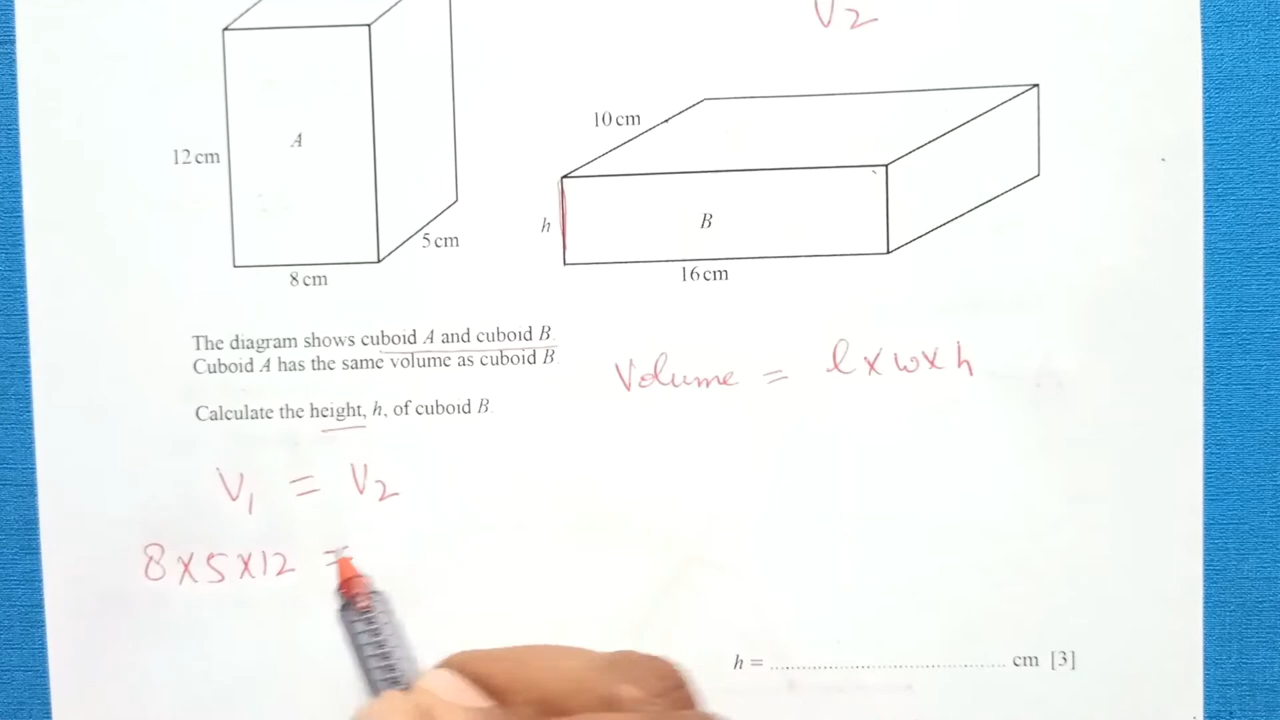 V2
10 cm
12 cm
A
h
B
5 cm
8 cm
16 cm
The diagram shows cuboid A and cuboid B.
Cuboid A has the same volume as cuboid B
Volume = l x w x h
Calculate the height, h, of cuboid B.
V1 = V2
8 x 5 x 12 =
h = ........................................ cm [3]